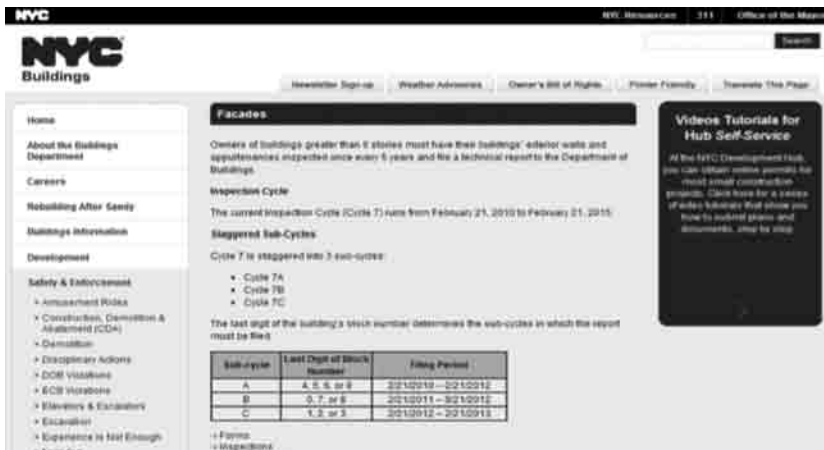 NYC
NYC Resources 311 Office of the Mayor
NYC
Buildings
Search
Newsletter Sign-up Weather Advisories Owner's Bill of Rights Printer Friendly Translate This Page
Home
About the Buildings
Department
Careers
Rebuilding After Sandy
Buildings Information
Development
Safety & Enforcement
Amusement Rides
Construction, Demolition &
Abatement (CDA)
Demolition
Disciplinary Actions
DOB Violations
ECB Violations
Elevators & Escalators
Excavation
Experience Is Not Enough
Facades
Owners of buildings greater than 6 stories must have their buildings' exterior walls and
appurtenances inspected once every 5 years and file a technical report to the Department of
Buildings.
Inspection Cycle
The current Inspection Cycle (Cycle 7) runs from February 21, 2010 to February 21, 2015.
Staggered Sub-Cycles
Cycle 7 is staggered into 3 sub-cycles:
• Cycle 7A
• Cycle 7B
• Cycle 7C
The last digit of the building's block number determines the sub-cycles in which the report
must be filed.
Sub-cycle Last Digit of Block Number Filing Period
A 4, 5, 6, or 9 2/21/2010 – 2/21/2012
B 0, 7, or 8 2/21/2011 – 8/21/2012
C 1, 2, or 3 2/21/2012 – 2/21/2013
Forms
Inspections
Videos Tutorials for
Hub Self-Service
At the NYC Development Hub,
you can obtain online permits for
most small construction
projects. Click here for a series
of video tutorials that show you
how to submit plans and
documents, step by step.